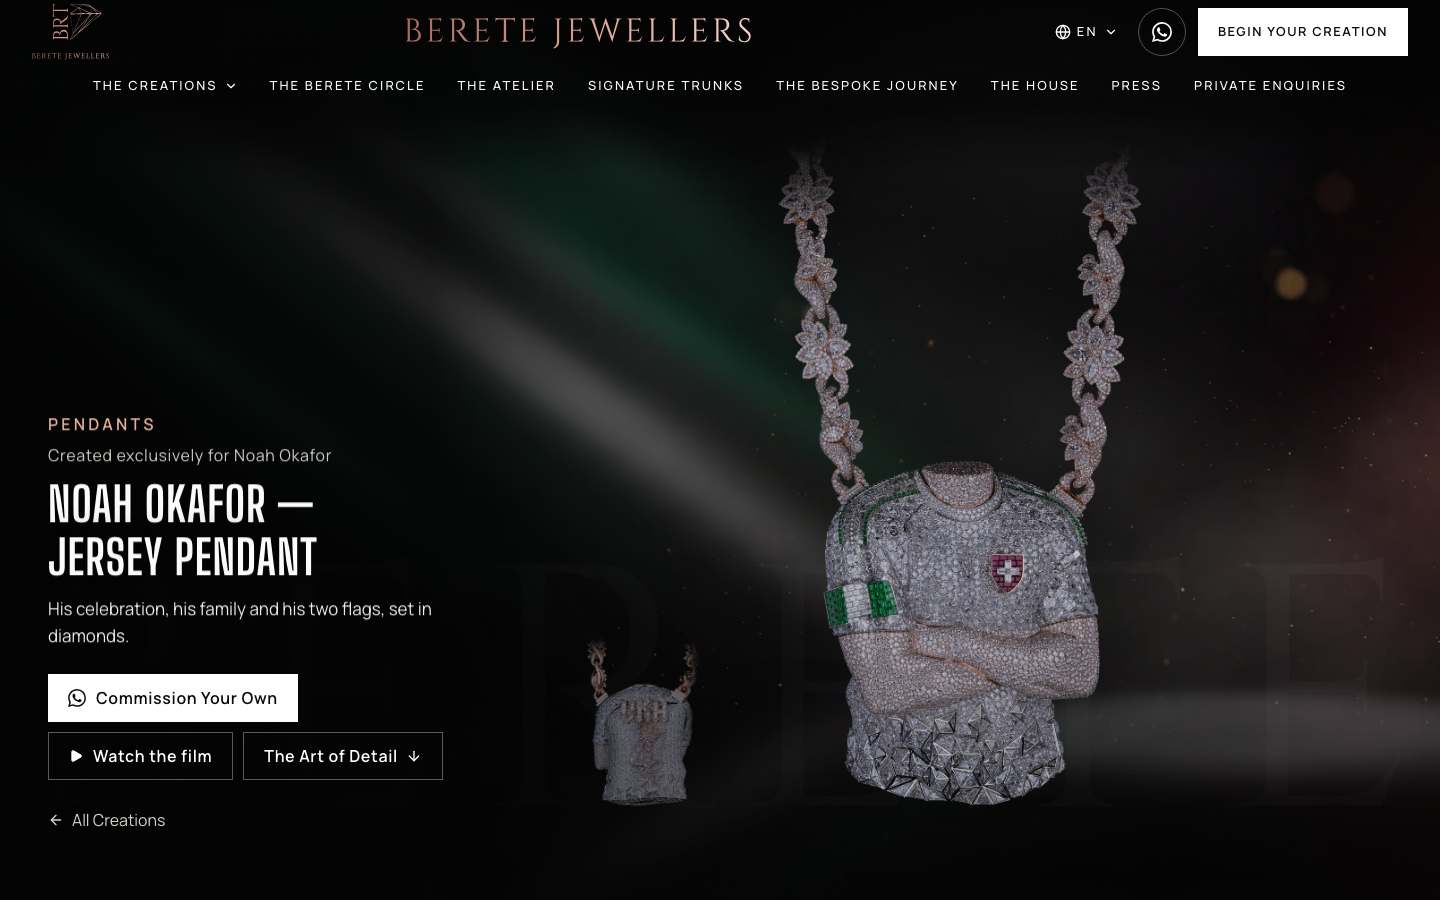 BRT
BERETE JEWELLERS
BERETE JEWELLERS
EN
BEGIN YOUR CREATION
THE CREATIONS
THE BERETE CIRCLE
THE ATELIER
SIGNATURE TRUNKS
THE BESPOKE JOURNEY
THE HOUSE
PRESS
PRIVATE ENQUIRIES
PENDANTS
Created exclusively for Noah Okafor
NOAH OKAFOR —
JERSEY PENDANT
His celebration, his family and his two flags, set in
diamonds.
Commission Your Own
Watch the film
The Art of Detail
All Creations